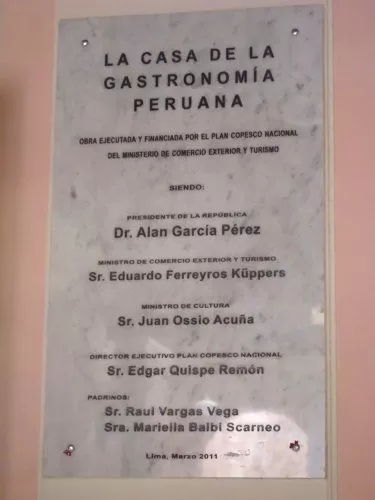 LA CASA DE LA
GASTRONOMÍA
PERUANA
OBRA EJECUTADA Y FINANCIADA POR EL PLAN COPESCO NACIONAL
DEL MINISTERIO DE COMERCIO EXTERIOR Y TURISMO
SIENDO:
PRESIDENTE DE LA REPÚBLICA
Dr. Alan García Pérez
MINISTRO DE COMERCIO EXTERIOR Y TURISMO
Sr. Eduardo Ferreyros Küppers
MINISTRO DE CULTURA
Sr. Juan Ossio Acuña
DIRECTOR EJECUTIVO PLAN COPESCO NACIONAL
Sr. Edgar Quispe Remón
PADRINOS:
Sr. Raul Vargas Vega
Sra. Mariella Balbi Scarneo
Lima, Marzo 2011